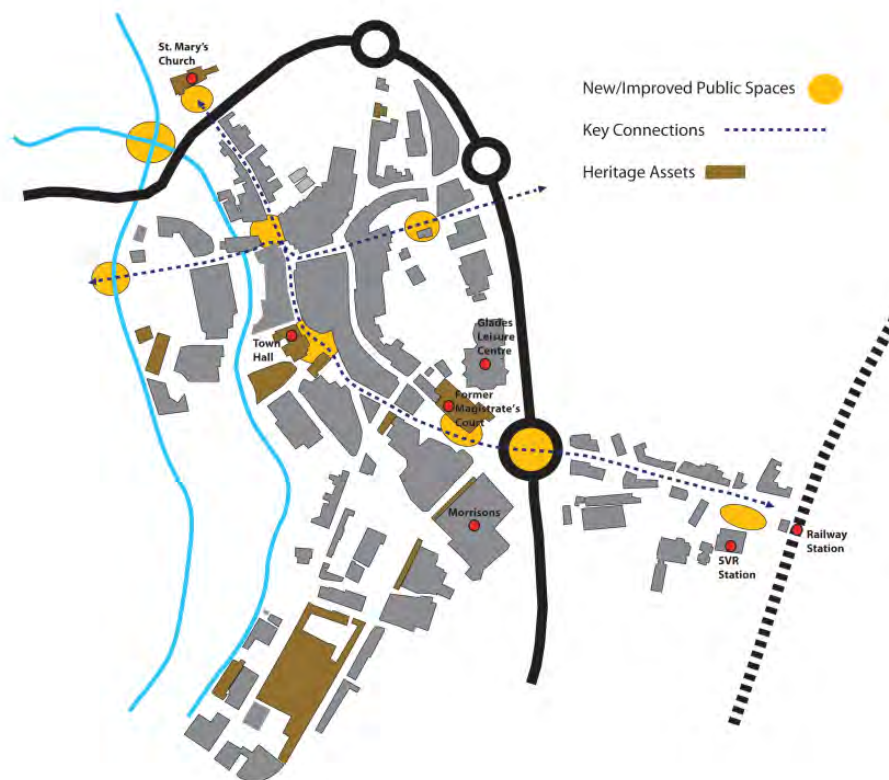 St. Mary's
Church
New/Improved Public Spaces
Key Connections
Heritage Assets
Town
Hall
Glades
Leisure
Centre
Former
Magistrate's
Court
Morrisons
SVR
Station
Railway
Station